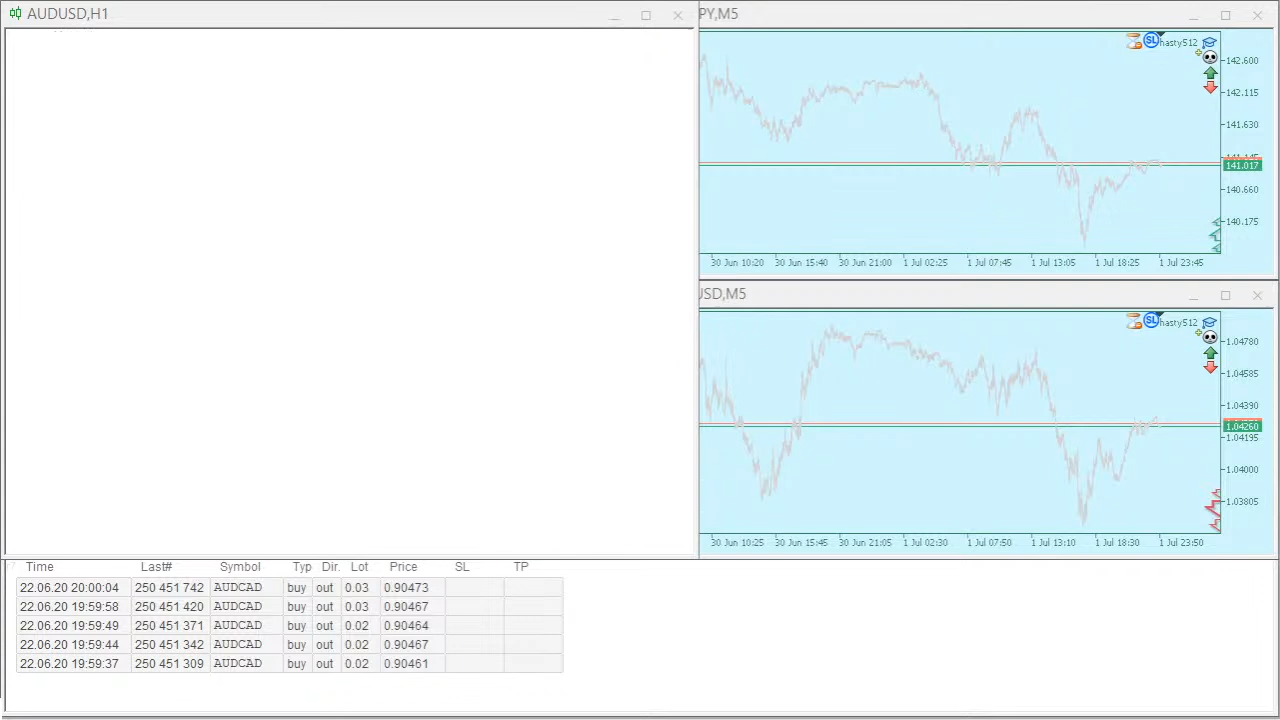 AUDUSD,H1
PY,M5
SL hasty512
142.600
142.115
141.630
141.017
140.660
140.175
30 Jun 10:20 30 Jun 15:40 30 Jun 21:00 1 Jul 02:25 1 Jul 07:45 1 Jul 13:05 1 Jul 18:25 1 Jul 23:45
USD,M5
SL hasty512
1.04780
1.04585
1.04390
1.04260
1.04195
1.04000
1.03805
30 Jun 10:25 30 Jun 15:45 30 Jun 21:05 1 Jul 02:30 1 Jul 07:50 1 Jul 13:10 1 Jul 18:30 1 Jul 23:50
Time Last# Symbol Typ Dir. Lot Price SL TP
22.06.20 20:00:04 250 451 742 AUDCAD buy out 0.03 0.90473
22.06.20 19:59:58 250 451 420 AUDCAD buy out 0.03 0.90467
22.06.20 19:59:49 250 451 371 AUDCAD buy out 0.02 0.90464
22.06.20 19:59:44 250 451 342 AUDCAD buy out 0.02 0.90467
22.06.20 19:59:37 250 451 309 AUDCAD buy out 0.02 0.90461